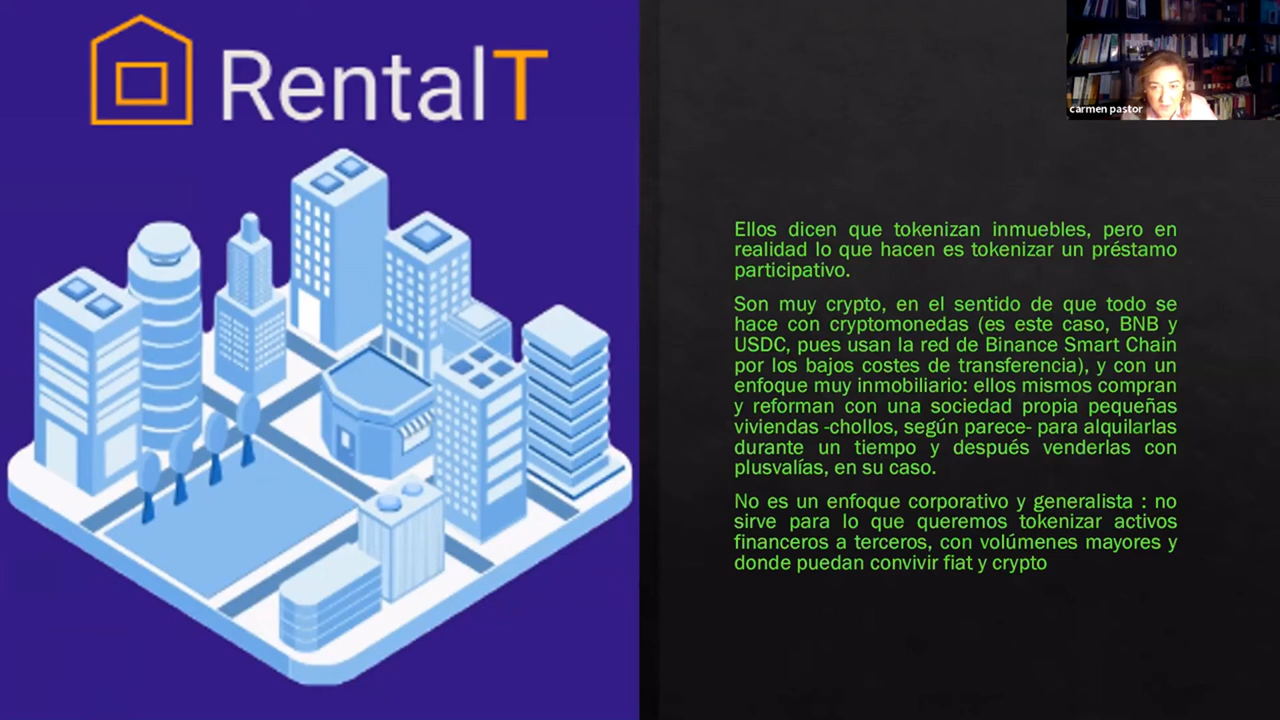 RentalT
carmen pastor
Ellos dicen que tokenizan inmuebles, pero en
realidad lo que hacen es tokenizar un préstamo
participativo.
Son muy crypto, en el sentido de que todo se
hace con cryptomonedas (es este caso, BNB y
USDC, pues usan la red de Binance Smart Chain
por los bajos costes de transferencia), y con un
enfoque muy inmobiliario: ellos mismos compran
y reforman con una sociedad propia pequeñas
viviendas -chollos, según parece- para alquilarlas
durante un tiempo y después venderlas con
plusvalías, en su caso.
No es un enfoque corporativo y generalista : no
sirve para lo que queremos tokenizar activos
financeros a terceros, con volúmenes mayores y
donde puedan convivir fiat y crypto